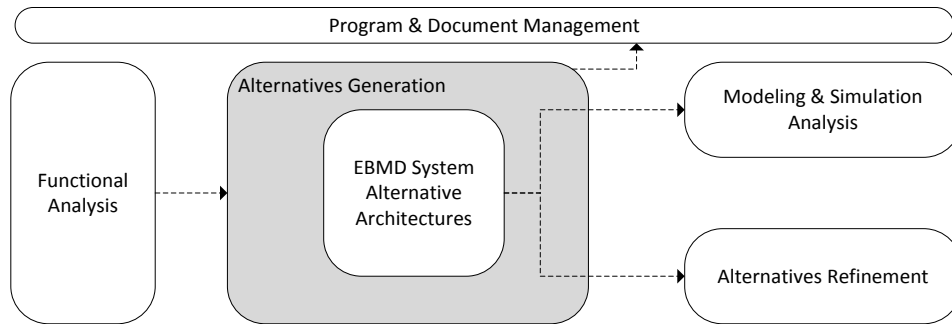 Program & Document Management
Alternatives Generation
Functional
Analysis
EBMD System
Alternative
Architectures
Modeling & Simulation
Analysis
Alternatives Refinement